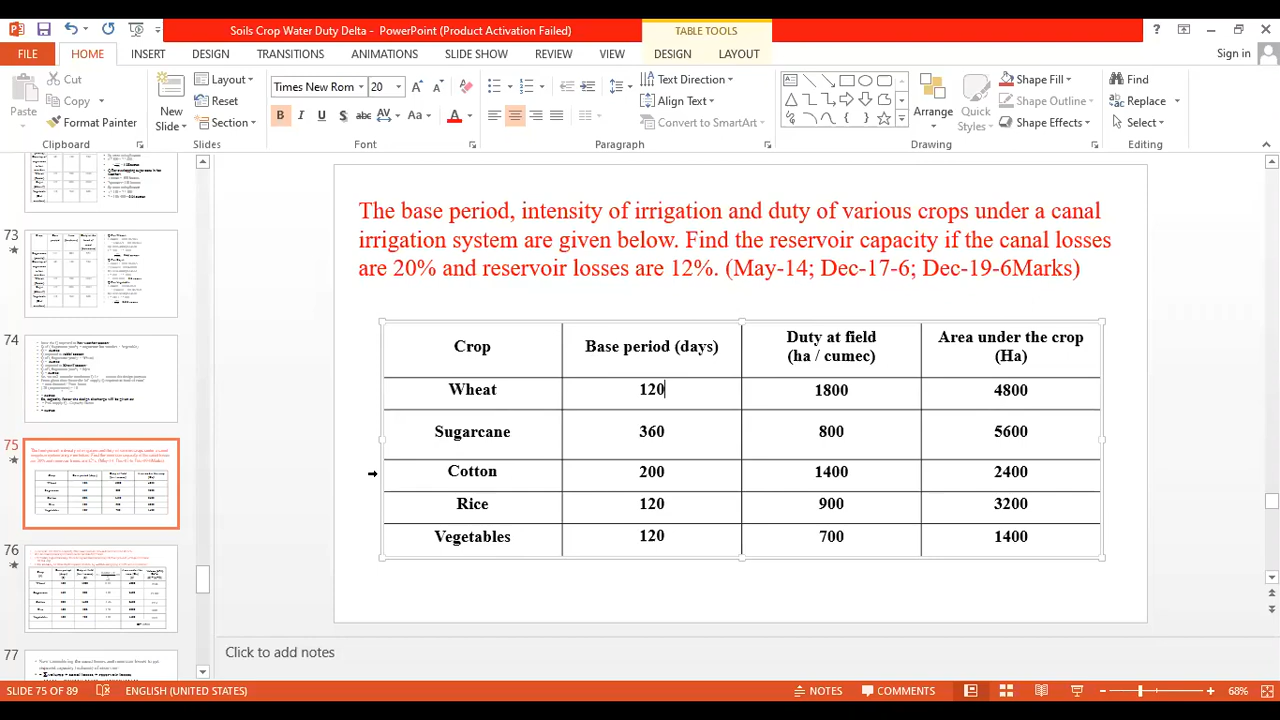 Soils Crop Water Duty Delta - PowerPoint (Product Activation Failed)
TABLE TOOLS
FILE HOME INSERT DESIGN TRANSITIONS ANIMATIONS SLIDE SHOW REVIEW VIEW DESIGN LAYOUT Sign in
Paste
Cut
Copy
Format Painter
Clipboard
New Slide
Layout
Reset
Section
Slides
Times New Rom 20
Font
Text Direction
Align Text
Convert to SmartArt
Paragraph
Arrange
Quick Styles
Shape Fill
Shape Outline
Shape Effects
Drawing
Find
Replace
Select
Editing
73
74
75
76
77
The base period, intensity of irrigation and duty of various crops under a canal
irrigation system are given below. Find the reservoir capacity if the canal losses
are 20% and reservoir losses are 12%. (May-14; Dec-17-6; Dec-19-6Marks)
Crop Base period (days) Duty at field (ha / cumec) Area under the crop (Ha)
Wheat 120 1800 4800
Sugarcane 360 800 5600
Cotton 200 1400 2400
Rice 120 900 3200
Vegetables 120 700 1400
Click to add notes
SLIDE 75 OF 89 ENGLISH (UNITED STATES) NOTES COMMENTS 68%